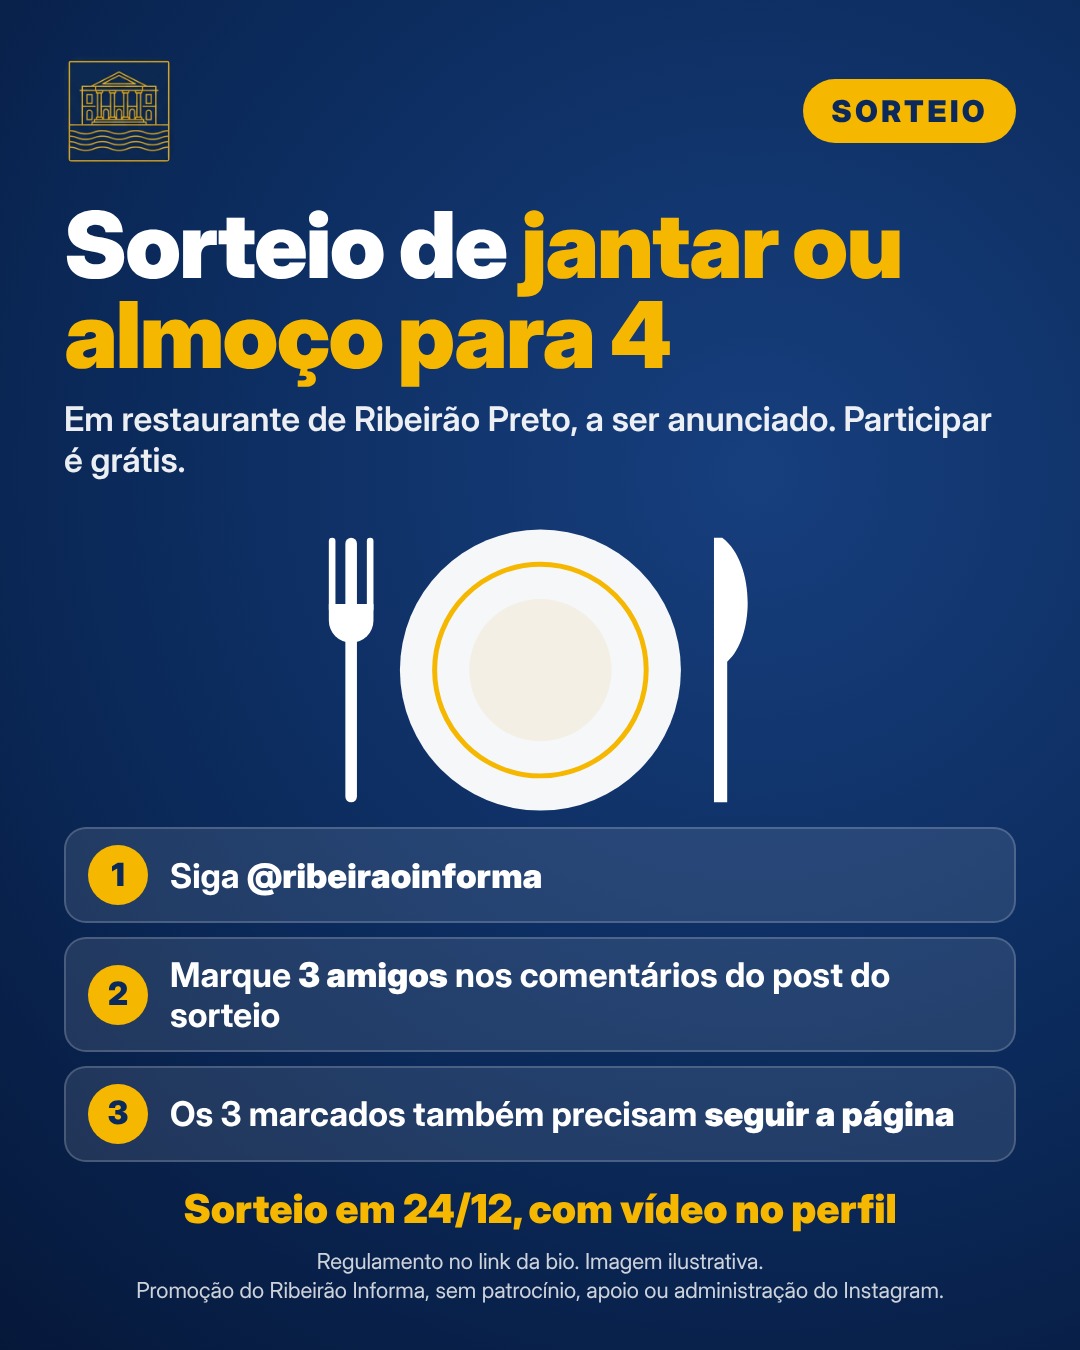 SORTEIO
Sorteio de jantar ou
almoço para 4
Em restaurante de Ribeirão Preto, a ser anunciado. Participar
é grátis.
1 Siga @ribeiraoinforma
2 Marque 3 amigos nos comentários do post do
sorteio
3 Os 3 marcados também precisam seguir a página
Sorteio em 24/12, com vídeo no perfil
Regulamento no link da bio. Imagem ilustrativa.
Promoção do Ribeirão Informa, sem patrocínio, apoio ou administração do Instagram.